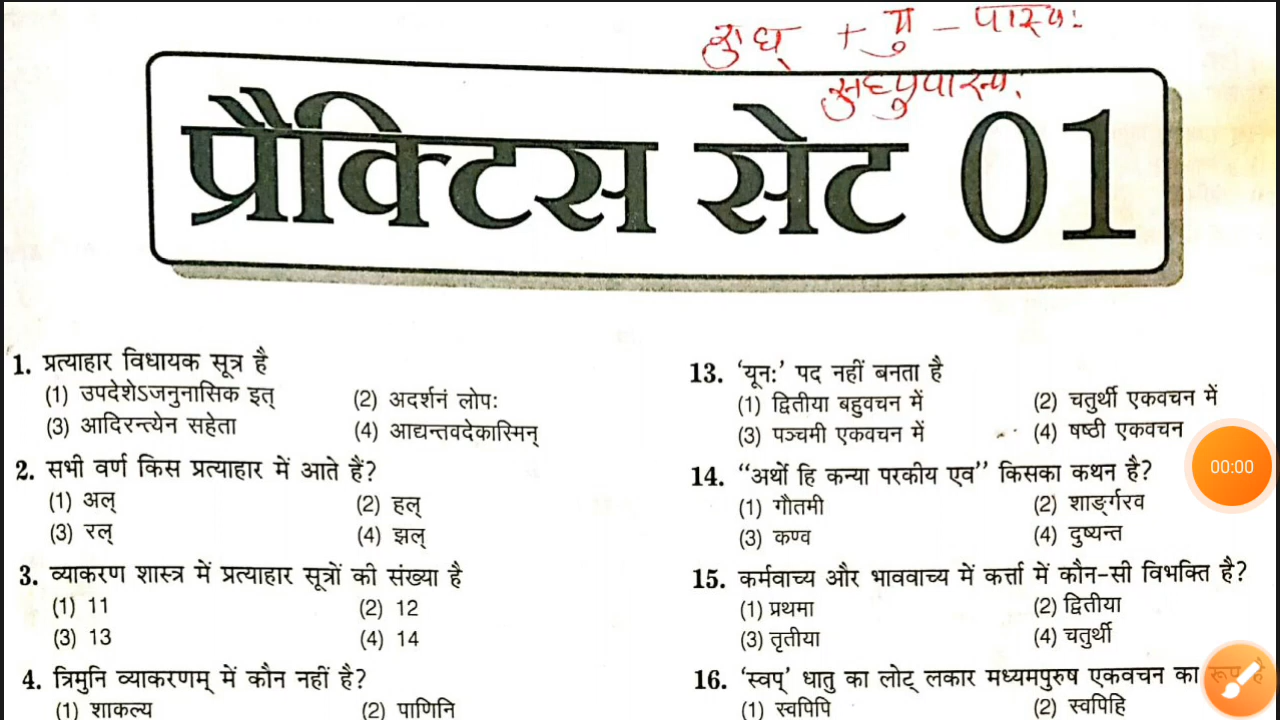 सुध् + यु - पास्यः
सुध्युपास्यः
प्रैक्टिस सेट 01
1. प्रत्याहार विधायक सूत्र है
(1) उपदेशेऽजनुनासिक इत् (2) अदर्शनं लोपः
(3) आदिरन्त्येन सहेता (4) आद्यन्तवदेकास्मिन्
2. सभी वर्ण किस प्रत्याहार में आते हैं?
(1) अल् (2) हल्
(3) रल् (4) झल्
3. व्याकरण शास्त्र में प्रत्याहार सूत्रों की संख्या है
(1) 11 (2) 12
(3) 13 (4) 14
4. त्रिमुनि व्याकरणम् में कौन नहीं है?
(1) शाकल्य (2) पाणिनि
13. 'यूनः' पद नहीं बनता है
(1) द्वितीया बहुवचन में (2) चतुर्थी एकवचन में
(3) पञ्चमी एकवचन में (4) षष्ठी एकवचन
14. "अर्थो हि कन्या परकीय एव" किसका कथन है?
(1) गौतमी (2) शार्ङ्गरव
(3) कण्व (4) दुष्यन्त
15. कर्मवाच्य और भाववाच्य में कर्त्ता में कौन-सी विभक्ति है?
(1) प्रथमा (2) द्वितीया
(3) तृतीया (4) चतुर्थी
16. 'स्वप्' धातु का लोट् लकार मध्यमपुरुष एकवचन का रूप है
(1) स्वपिपि (2) स्वपिहि
00:00